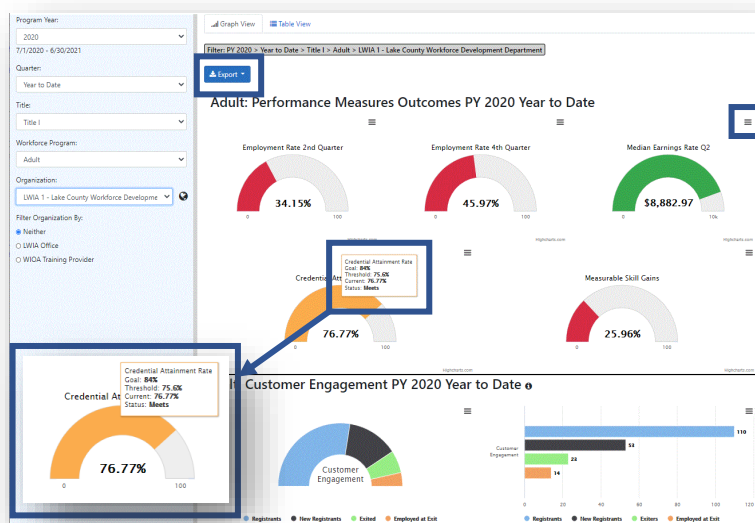 Program Year:
2020
7/1/2020 - 6/30/2021
Quarter:
Year to Date
Title:
Title I
Workforce Program:
Adult
Organization:
LWIA 1 - Lake County Workforce Developme
Filter Organization By:
Neither
LWIA Office
WIOA Training Provider
Graph View Table View
Filter: PY 2020 > Year to Date > Title I > Adult > LWIA 1 - Lake County Workforce Development Department
Export
Adult: Performance Measures Outcomes PY 2020 Year to Date
Employment Rate 2nd Quarter
34.15%
0 100
Employment Rate 4th Quarter
45.97%
0 100
Highcharts.com
Median Earnings Rate Q2
$8,882.97
0 10k
Highcharts.com
Highcharts.com
Credential Att
Credential Attainment Rate
Goal: 84%
Threshold: 75.6%
Current: 76.77%
Status: Meets
76.77%
0 100
Measurable Skill Gains
25.96%
0 100
Highcharts.com
Highcharts.com
Credential At
Credential Attainment Rate
Goal: 84%
Threshold: 75.6%
Current: 76.77%
Status: Meets
76.77%
0 100
Customer Engagement PY 2020 Year to Date
Customer
Engagement
Registrants New Registrants Exited Employed at Exit
Customer
Engagement
110
53
23
14
0 20 40 60 80 100 120
Registrants New Registrants Exiters Employed at Exit